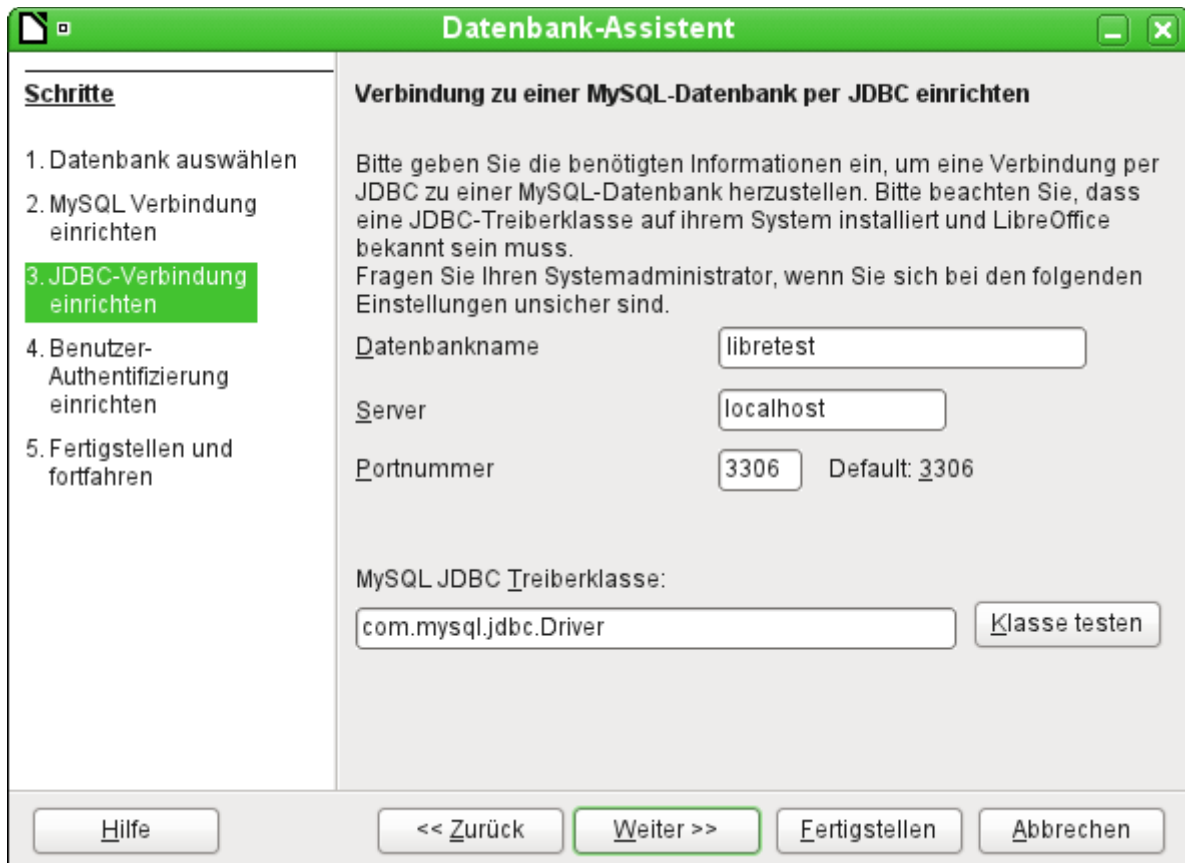 Datenbank-Assistent
Schritte
1. Datenbank auswählen
2. MySQL Verbindung
einrichten
3. JDBC-Verbindung
einrichten
4. Benutzer-
Authentifizierung
einrichten
5. Fertigstellen und
fortfahren
Verbindung zu einer MySQL-Datenbank per JDBC einrichten
Bitte geben Sie die benötigten Informationen ein, um eine Verbindung per
JDBC zu einer MySQL-Datenbank herzustellen. Bitte beachten Sie, dass
eine JDBC-Treiberklasse auf ihrem System installiert und LibreOffice
bekannt sein muss.
Fragen Sie Ihren Systemadministrator, wenn Sie sich bei den folgenden
Einstellungen unsicher sind.
Datenbankname libretest
Server localhost
Portnummer 3306 Default: 3306
MySQL JDBC Treiberklasse:
com.mysql.jdbc.Driver Klasse testen
Hilfe << Zurück Weiter >> Fertigstellen Abbrechen